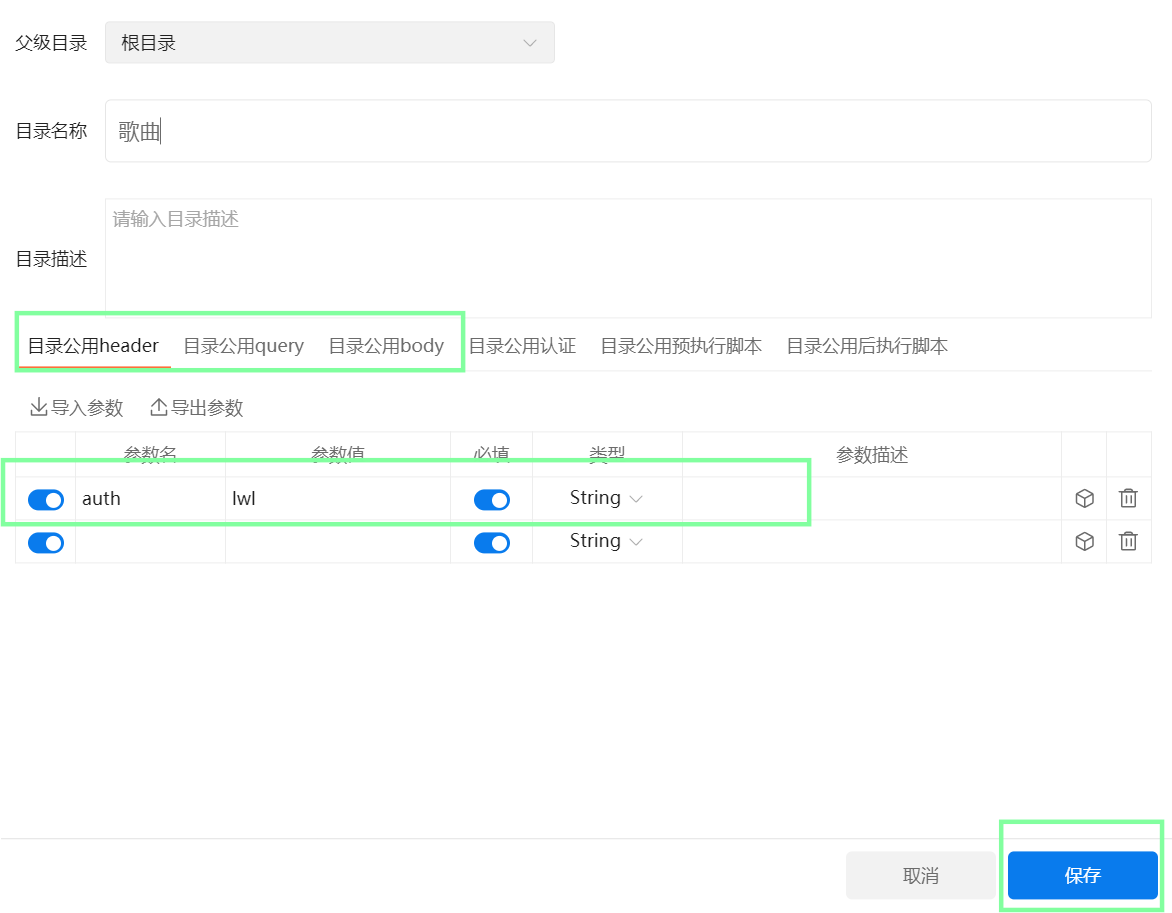 父级目录 根目录
目录名称 歌曲
请输入目录描述
目录描述
目录公用header 目录公用query 目录公用body 目录公用认证 目录公用预执行脚本 目录公用后执行脚本
导入参数 导出参数
参数名 参数值 必填 类型 参数描述
auth lwl String
String
取消 保存